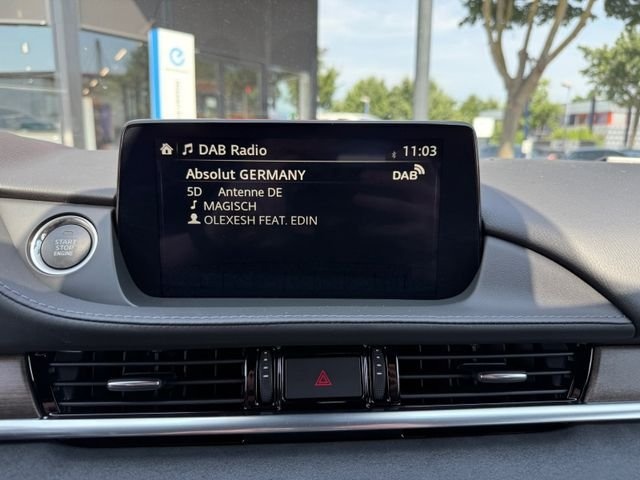 DAB Radio 11:03
Absolut GERMANY DAB
5D Antenne DE
MAGISCH
OLEXESH FEAT. EDIN
START
STOP
ENGINE